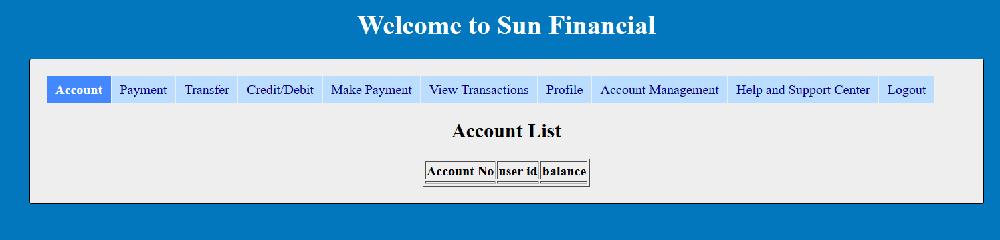 Welcome to Sun Financial
Account Payment Transfer Credit/Debit Make Payment View Transactions Profile Account Management Help and Support Center Logout
Account List
Account No user id balance